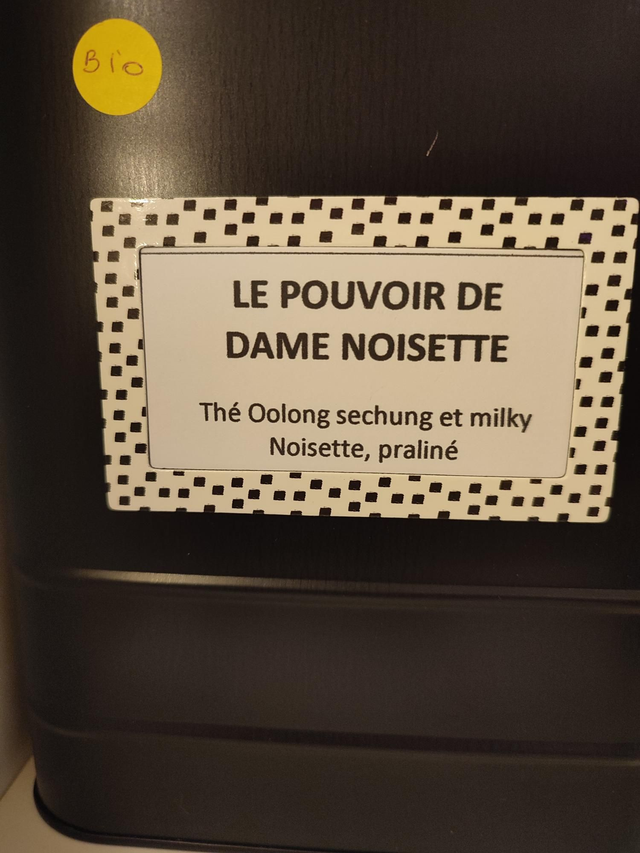 Bio
LE POUVOIR DE
DAME NOISETTE
Thé Oolong sechung et milky
Noisette, praliné